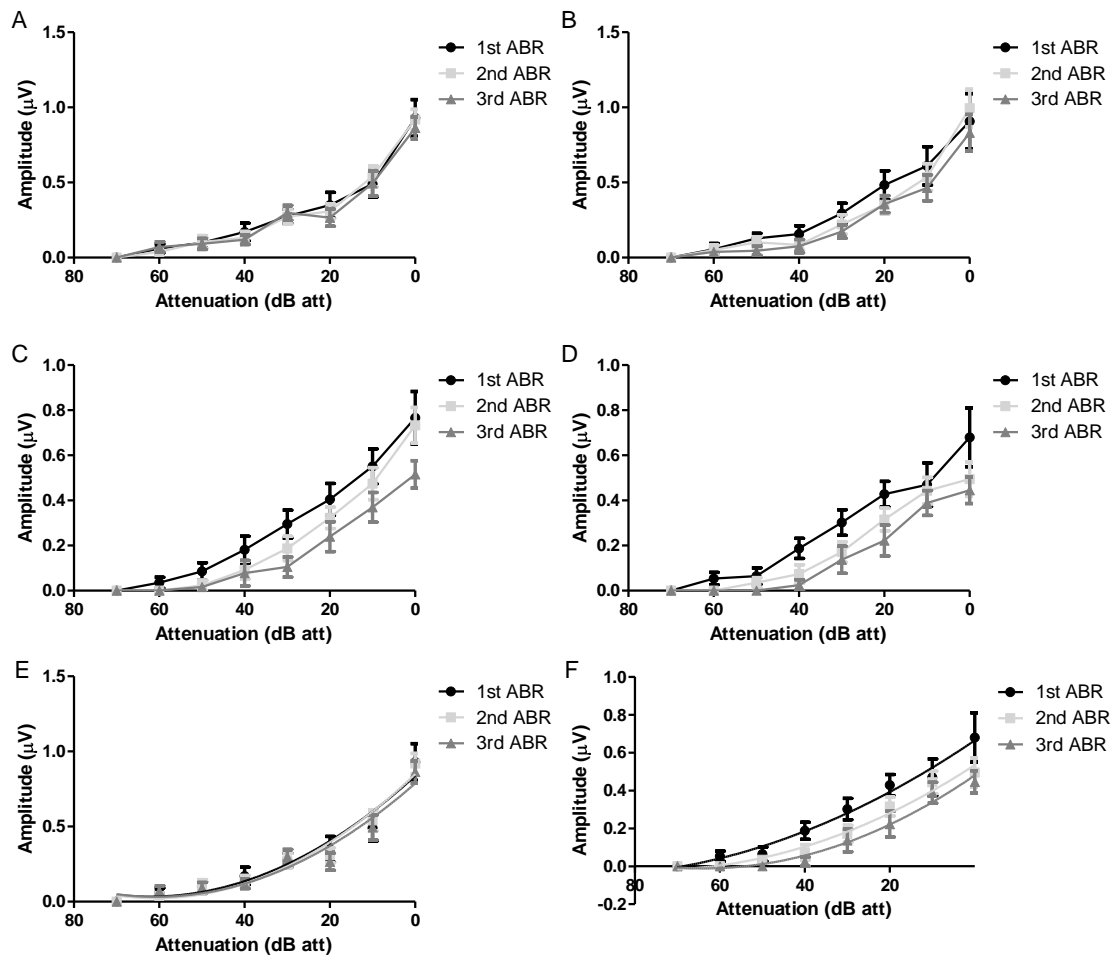 A
1.5
1.0
0.5
0.0
80
60
40
20
0
Amplitude (μV)
Attenuation (dB att)
1st ABR
2nd ABR
3rd ABR
B
1.5
1.0
0.5
0.0
80
60
40
20
0
Amplitude (μV)
Attenuation (dB att)
1st ABR
2nd ABR
3rd ABR
C
1.0
0.8
0.6
0.4
0.2
0.0
80
60
40
20
0
Amplitude (μV)
Attenuation (dB att)
1st ABR
2nd ABR
3rd ABR
D
1.0
0.8
0.6
0.4
0.2
0.0
80
60
40
20
0
Amplitude (μV)
Attenuation (dB att)
1st ABR
2nd ABR
3rd ABR
E
1.5
1.0
0.5
0.0
80
60
40
20
0
Amplitude (μV)
Attenuation (dB att)
1st ABR
2nd ABR
3rd ABR
F
1.0
0.8
0.6
0.4
0.2
0.0
-0.2
80
60
40
20
Amplitude (μV)
Attenuation (dB att)
1st ABR
2nd ABR
3rd ABR